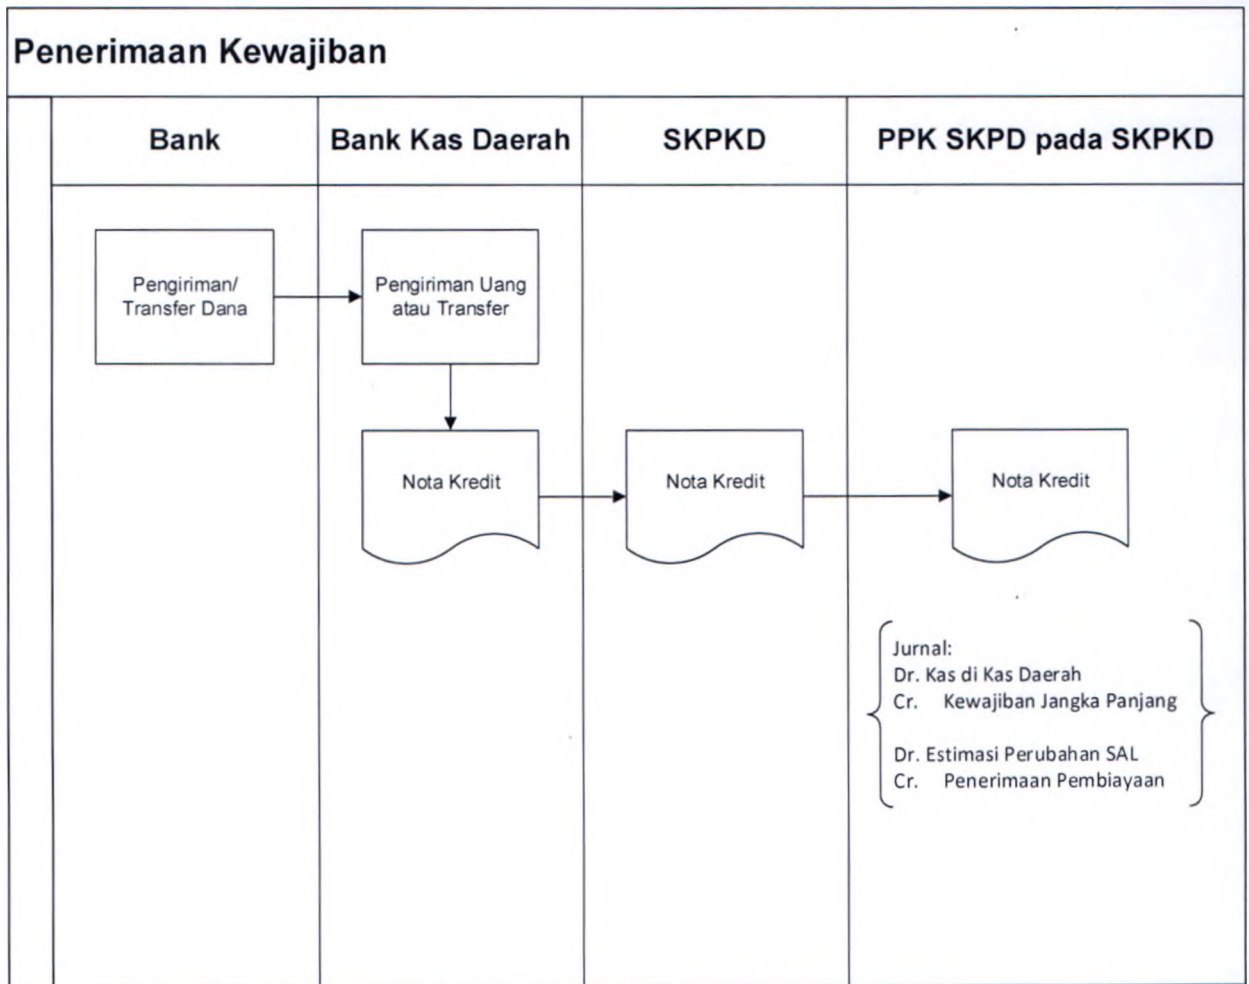 Penerimaan Kewajiban
Bank
Bank Kas Daerah
SKPKD
PPK SKPD pada SKPKD
Pengiriman/
Transfer Dana
Pengiriman Uang
atau Transfer
Nota Kredit
Nota Kredit
Nota Kredit
Jurnal:
Dr. Kas di Kas Daerah
Cr. Kewajiban Jangka Panjang
Dr. Estimasi Perubahan SAL
Cr. Penerimaan Pembiayaan